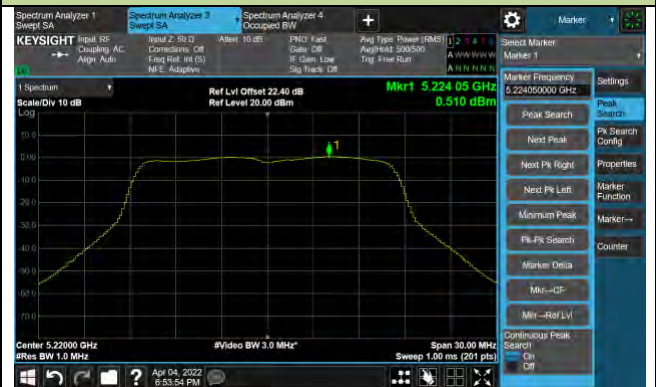 Spectrum Analyzer 1
Swept SA
Spectrum Analyzer 3
Swept SA
Spectrum Analyzer 4
Occupied BW
+
Marker
KEYSIGHT
Input: RF
Coupling: AC
Align: Auto
Input Z: 50 Ω
Corrections: Off
Freq Ref: Int (S)
NFE: Adaptive
Atten: 10 dB
PNO: Fast
Gate: Off
IF Gain: Low
Sig Track: Off
Avg Type: Power (RMS)
Avg|Hold: 500/500
Trig: Free Run
A WWWWW
A NNNNN
Select Marker
Marker 1
1 Spectrum
Scale/Div 10 dB
Log
Ref Lvl Offset 22.40 dB
Ref Level 20.00 dBm
Mkr1 5.224 05 GHz
0.510 dBm
1
10.0
0.00
-10.0
-20.0
-30.0
-40.0
-50.0
-60.0
-70.0
Center 5.22000 GHz
#Res BW 1.0 MHz
#Video BW 3.0 MHz*
Span 30.00 MHz
Sweep 1.00 ms (201 pts)
Marker Frequency
5.224050000 GHz
Peak Search
Next Peak
Next Pk Right
Next Pk Left
Minimum Peak
Pk-Pk Search
Marker Delta
Mkr→CF
Mkr→Ref Lvl
Continuous Peak
Search
On
Off
Settings
Peak
Search
Pk Search
Config
Properties
Marker
Function
Marker→
Counter
?
Apr 04, 2022
6:53:54 PM